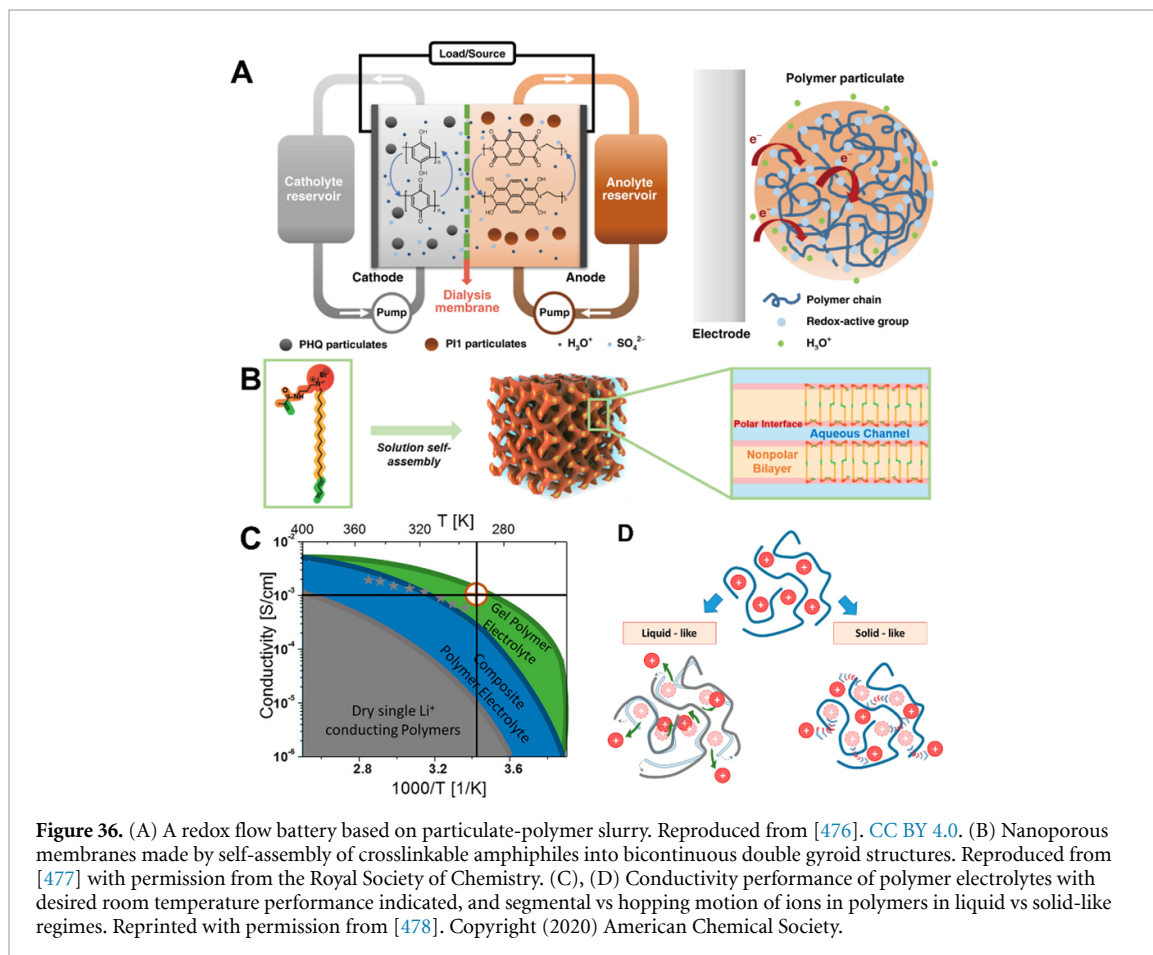 A
Load/Source
Catholyte
reservoir
OH
OH
n
O
O
n
O
O
N
N
O
O
n
OH
OH
N
N
OH
OH
n
Anolyte
reservoir
Cathode
Anode
Dialysis
membrane
Pump
Pump
PHQ particulates
PI1 particulates
H₃O⁺
SO₄²⁻
Polymer particulate
e⁻
e⁻
e⁻
Electrode
Polymer chain
Redox-active group
H₃O⁺
B
Br
N
O
NH
Solution self-
assembly
Polar Interface
Aqueous Channel
Nonpolar
Bilayer
C
T [K]
400
360
320
280
Conductivity [S/cm]
10⁻²
10⁻³
10⁻⁴
10⁻⁵
10⁻⁶
Gel Polymer
Electrolyte
Composite
Polymer Electrolyte
Dry single Li⁺
conducting Polymers
2.8
3.2
3.6
1000/T [1/K]
D
Liquid - like
Solid - like
Figure 36. (A) A redox flow battery based on particulate-polymer slurry. Reproduced from [476]. CC BY 4.0. (B) Nanoporous
membranes made by self-assembly of crosslinkable amphiphiles into bicontinuous double gyroid structures. Reproduced from
[477] with permission from the Royal Society of Chemistry. (C), (D) Conductivity performance of polymer electrolytes with
desired room temperature performance indicated, and segmental vs hopping motion of ions in polymers in liquid vs solid-like
regimes. Reprinted with permission from [478]. Copyright (2020) American Chemical Society.